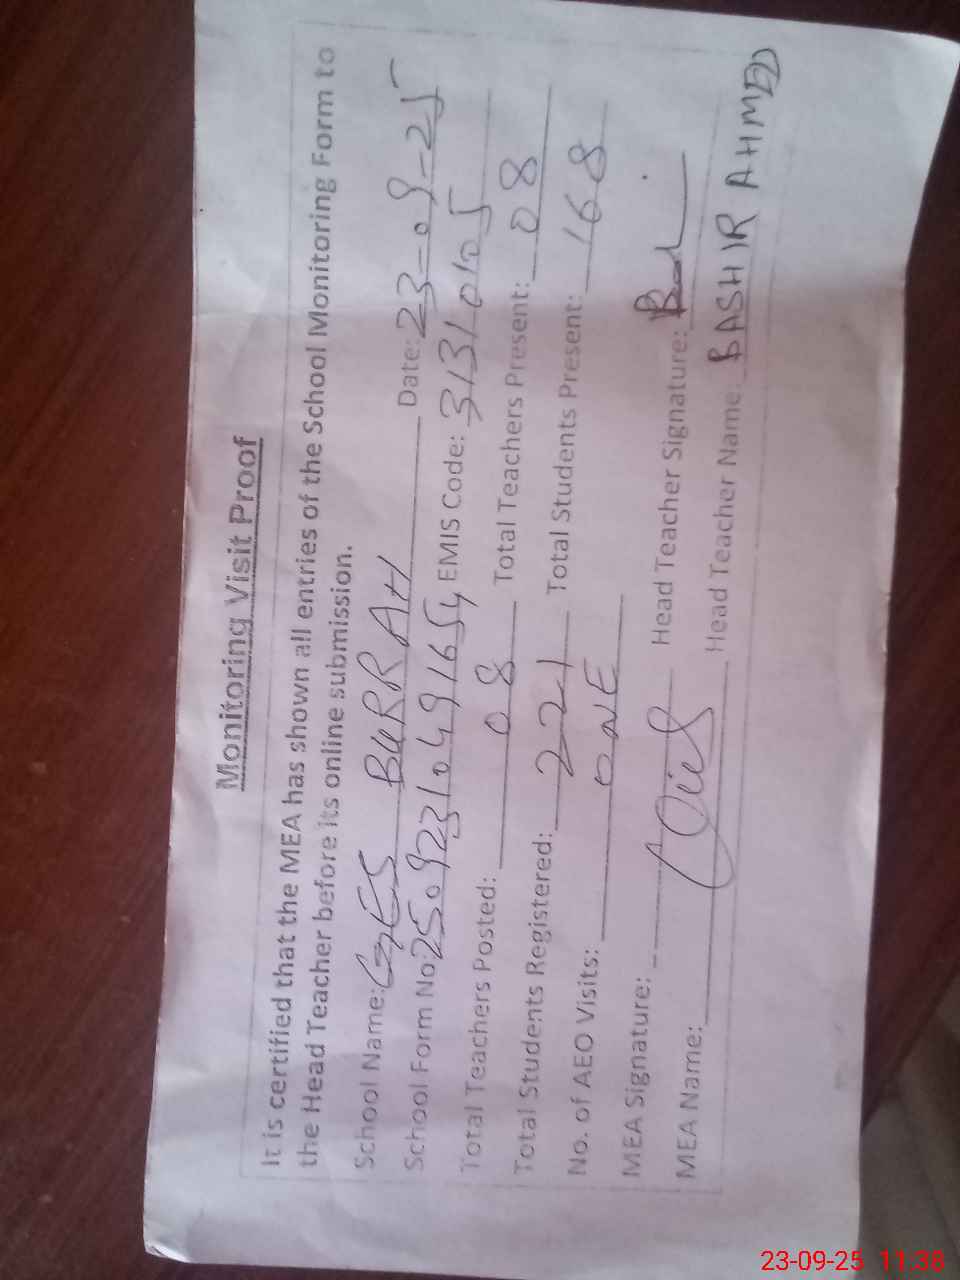 Monitoring Visit Proof
It is certified that the MEA has shown all entries of the School Monitoring Form to
the Head Teacher before its online submission.
School Name: GES BURRAH Date: 23-09-25
School Form No: 25092310491654 EMIS Code: 31310105
Total Teachers Posted: 08 Total Teachers Present: 08
Total Students Registered: 221 Total Students Present: 168
No. of AEO Visits: ONE
MEA Signature: Head Teacher Signature:
MEA Name: Head Teacher Name: BASHIR AHMED
23-09-25 11:38